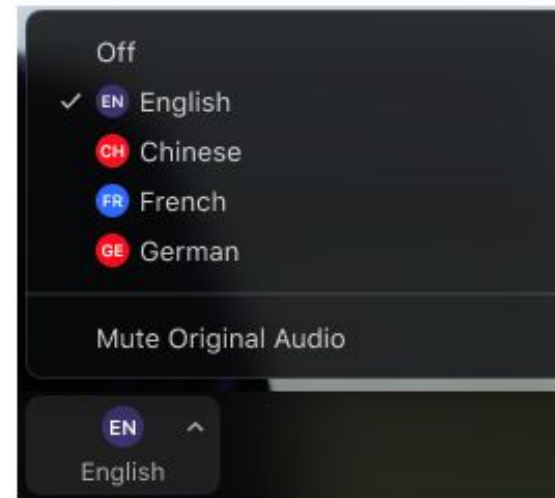 Off
EN English
CH Chinese
FR French
GE German
Mute Original Audio
EN
English